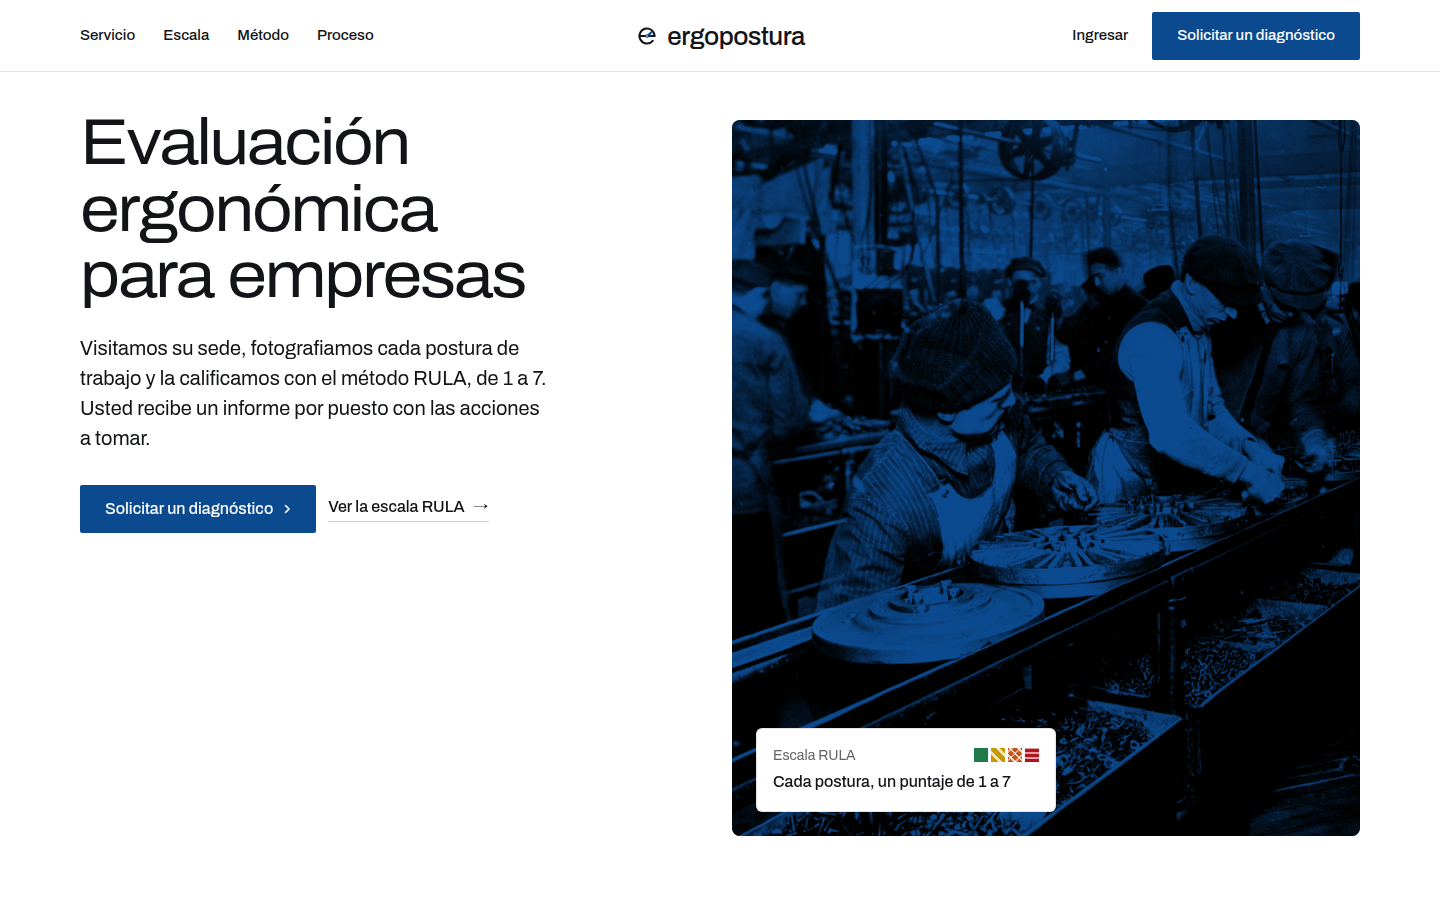 Servicio
Escala
Método
Proceso
ergopostura
Ingresar
Solicitar un diagnóstico
Evaluación
ergonómica
para empresas
Visitamos su sede, fotografiamos cada postura de
trabajo y la calificamos con el método RULA, de 1 a 7.
Usted recibe un informe por puesto con las acciones
a tomar.
Solicitar un diagnóstico
Ver la escala RULA →
Escala RULA
Cada postura, un puntaje de 1 a 7